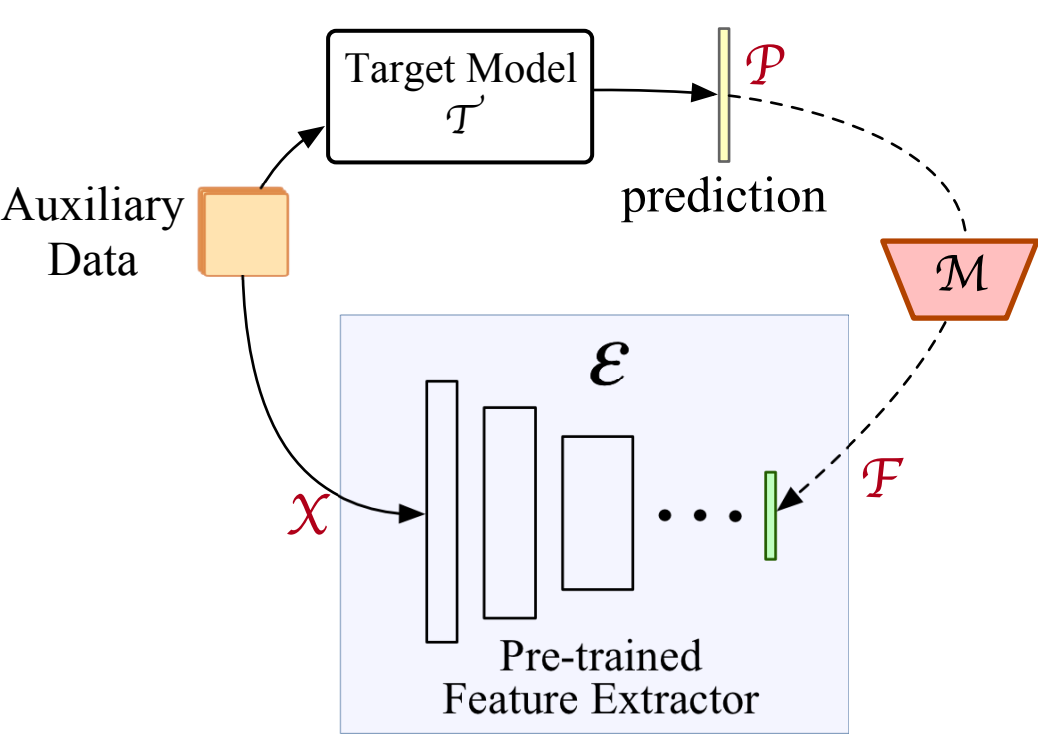 Target Model
𝒯
𝒫
prediction
Auxiliary
Data
ℳ
ℰ
ℱ
𝒳
Pre-trained
Feature Extractor